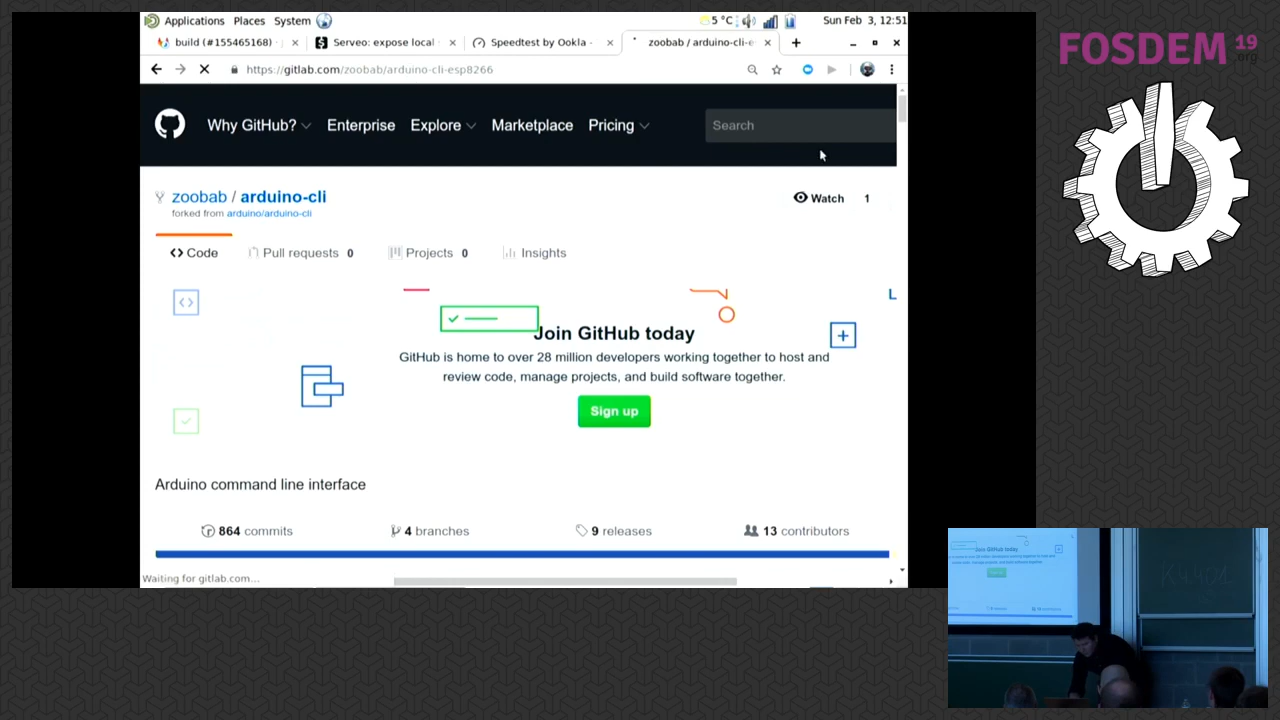 Applications Places System 5 °C Sun Feb 3, 12:51
build (#155465168) · Serveo: expose local Speedtest by Ookla - zoobab / arduino-cli-e
https://gitlab.com/zoobab/arduino-cli-esp8266
Why GitHub? Enterprise Explore Marketplace Pricing Search
zoobab / arduino-cli
Watch 1
forked from arduino/arduino-cli
Code Pull requests 0 Projects 0 Insights
Join GitHub today
GitHub is home to over 28 million developers working together to host and
review code, manage projects, and build software together.
Sign up
Arduino command line interface
864 commits 4 branches 9 releases 13 contributors
Waiting for gitlab.com...
FOSDEM 19
.org
Join GitHub today